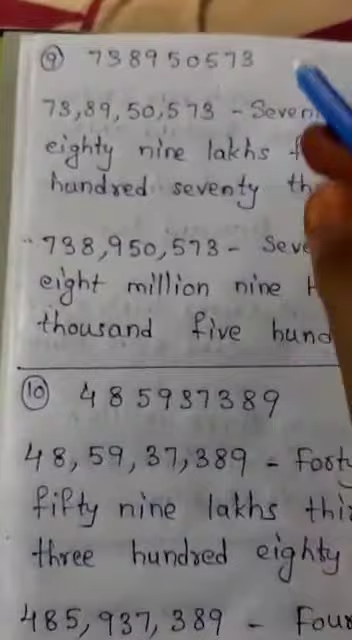 9 738950573
73,89,50,573 - Seven
eighty nine lakhs
hundred seventy th
738,950,573 - Seve
eight million nine h
thousand five hund
10 485937389
48,59,37,389 - Forty
fifty nine lakhs thi
three hundred eighty
485,937,389 - Four